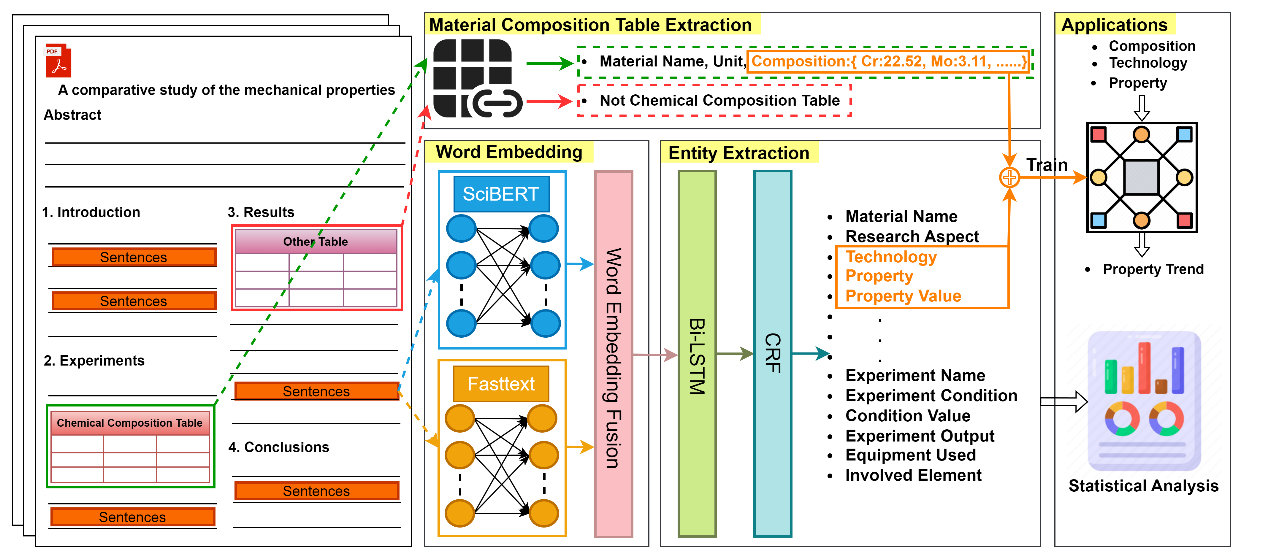 PDF
A comparative study of the mechanical properties
Abstract
1. Introduction
Sentences
Sentences
2. Experiments
Chemical Composition Table
Sentences
3. Results
Other Table
Sentences
4. Conclusions
Sentences
Material Composition Table Extraction
• Material Name, Unit, Composition:{ Cr:22.52, Mo:3.11, ......}
• Not Chemical Composition Table
Word Embedding
SciBERT
Fasttext
Word Embedding Fusion
Entity Extraction
Bi-LSTM
CRF
• Material Name
• Research Aspect
• Technology
• Property
• Property Value
• .
• .
• .
• Experiment Name
• Experiment Condition
• Condition Value
• Experiment Output
• Equipment Used
• Involved Element
Train
Applications
• Composition
• Technology
• Property
• Property Trend
Statistical Analysis